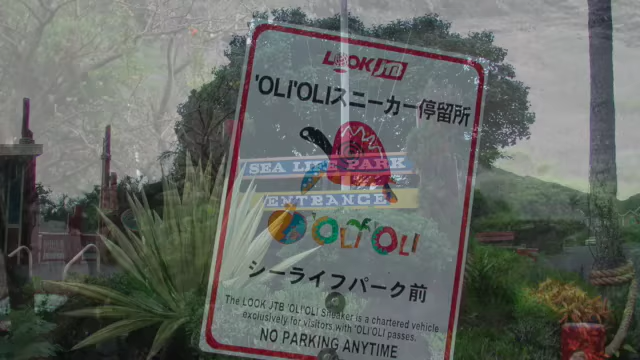 LOOK JTB
'OLI'OLIスニーカー停留所
SEA LIFE PARK
ENTRANCE
'OLI'OLI
シーライフパーク前
The LOOK JTB 'OLI'OLI Sneaker is a chartered vehicle
exclusively for visitors with 'OLI'OLI passes.
NO PARKING ANYTIME